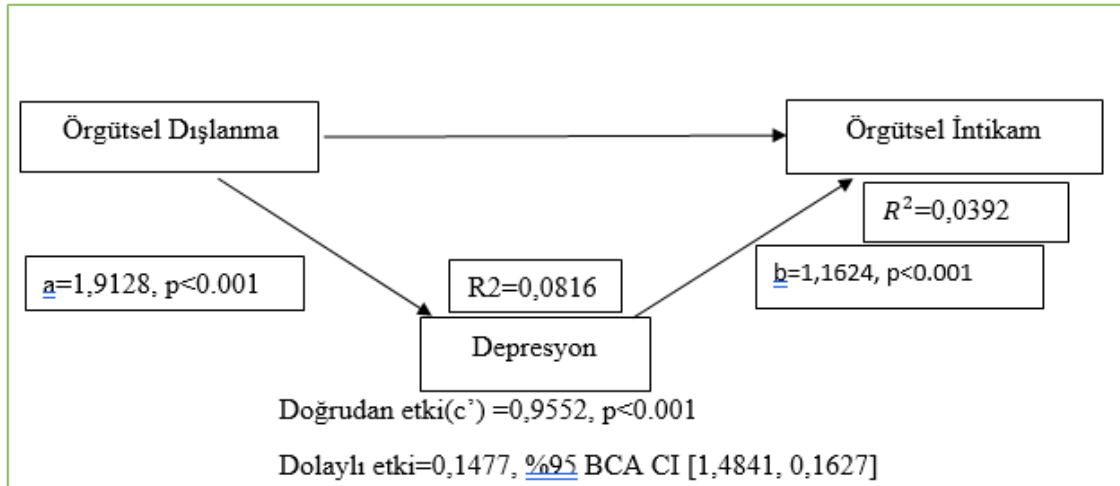 Örgütsel Dışlanma
Örgütsel İntikam
𝑅²=0,0392
a=1,9128, p<0.001
R2=0,0816
b=1,1624, p<0.001
Depresyon
Doğrudan etki(c’) =0,9552, p<0.001
Dolaylı etki=0,1477, %95 BCA CI [1,4841, 0,1627]